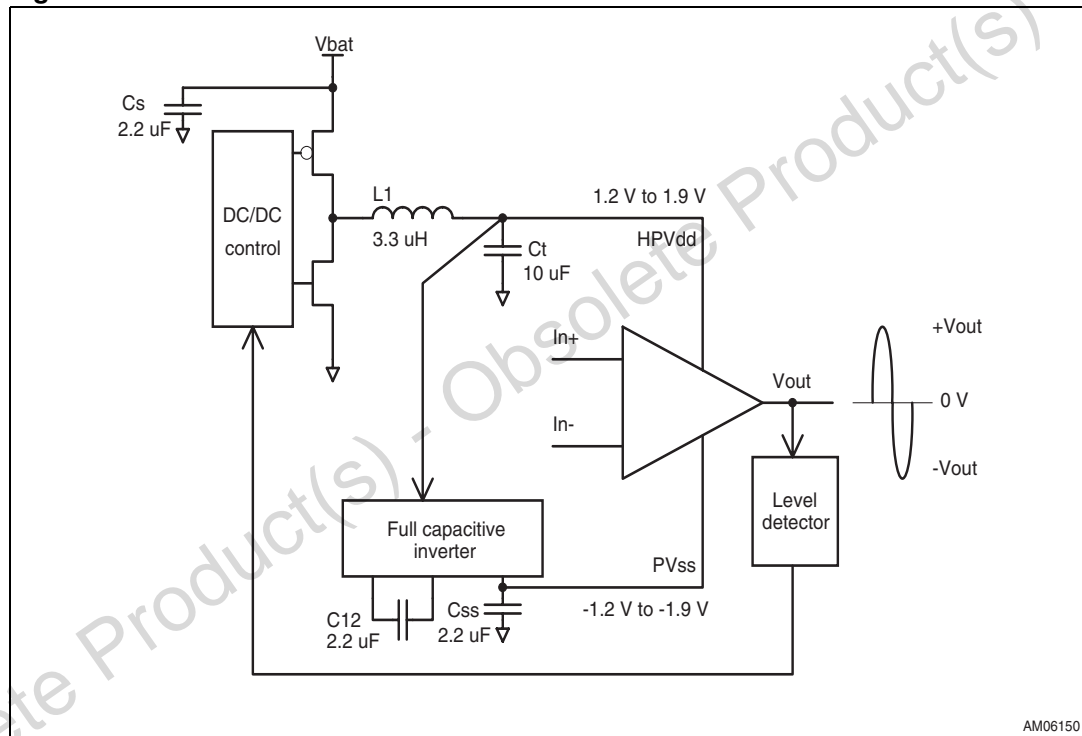 Vbat
Cs
2.2 uF
DC/DC
control
L1
3.3 uH
1.2 V to 1.9 V
HPVdd
Ct
10 uF
In+
In-
Vout
+Vout
0 V
-Vout
Level
detector
Full capacitive
inverter
PVss
-1.2 V to -1.9 V
C12
2.2 uF
Css
2.2 uF
AM06150
ete Product(s) - Obsolete Product(s)